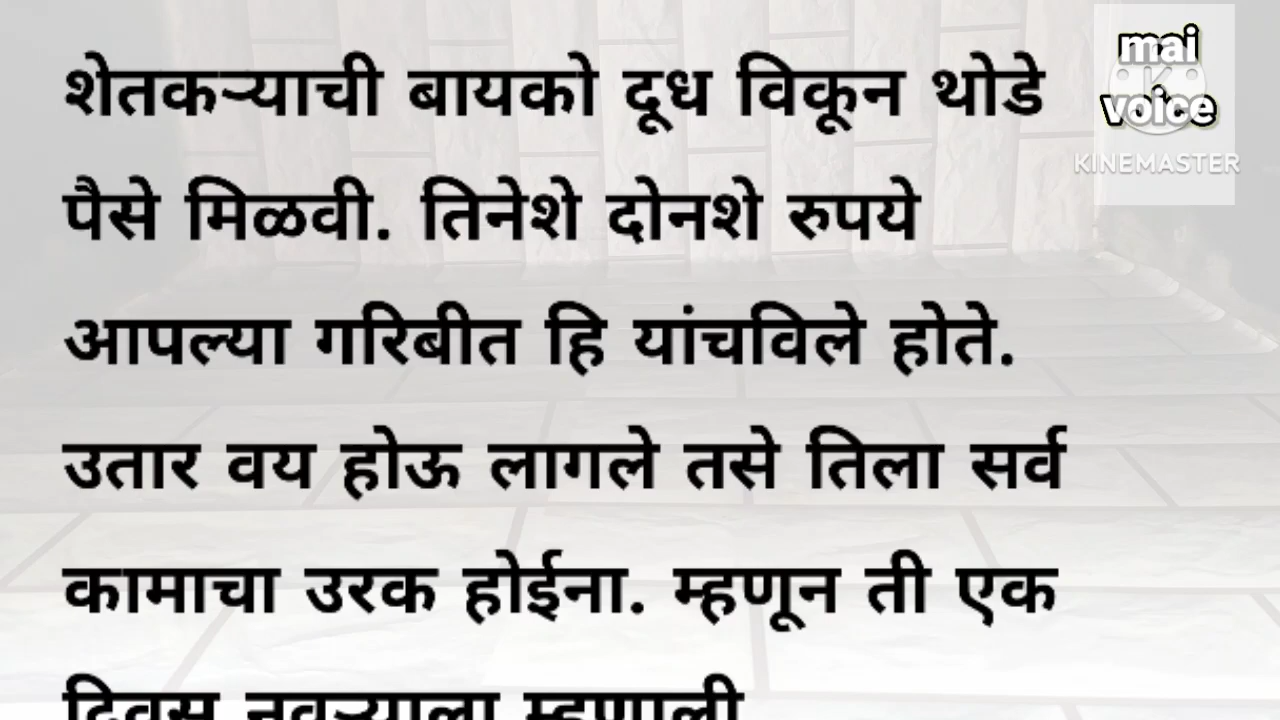 शेतकऱ्याची बायको दूध विकून थोडे
पैसे मिळवी. तिनेशे दोनशे रुपये
आपल्या गरिबीत हि यांचविले होते.
उतार वय होऊ लागले तसे तिला सर्व
कामाचा उरक होईना. म्हणून ती एक
दिवस नवऱ्याला म्हणाली
mai
voice
KINEMASTER